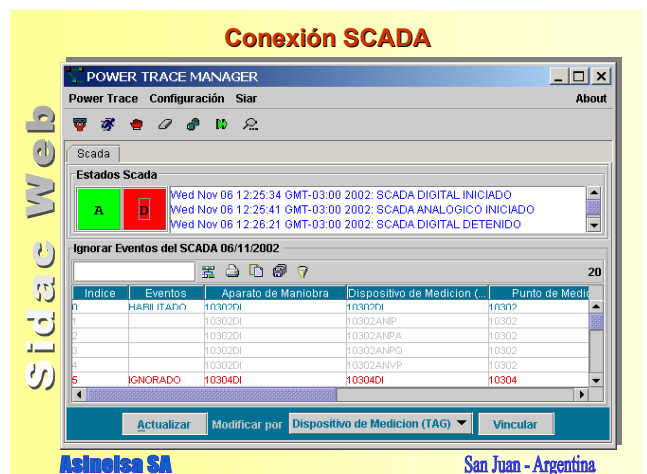 Conexión SCADA
Sidac Web
POWER TRACE MANAGER
Power Trace Configuración Siar About
Scada
Estados Scada
A D
Wed Nov 06 12:25:34 GMT-03:00 2002: SCADA DIGITAL INICIADO
Wed Nov 06 12:25:41 GMT-03:00 2002: SCADA ANALOGICO INICIADO
Wed Nov 06 12:26:21 GMT-03:00 2002: SCADA DIGITAL DETENIDO
Ignorar Eventos del SCADA 06/11/2002
20
Indice Eventos Aparato de Maniobra Dispositivo de Medicion (... Punto de Medic
0 HABILITADO 10302DI 10302DI 10302
1 10302DI 10302ANIP 10302
2 10302DI 10302ANPA 10302
3 10302DI 10302ANPQ 10302
4 10302DI 10302ANVP 10302
5 IGNORADO 10304DI 10304DI 10304
Actualizar Modificar por Dispositivo de Medicion (TAG) Vincular
Asinelsa SA San Juan - Argentina